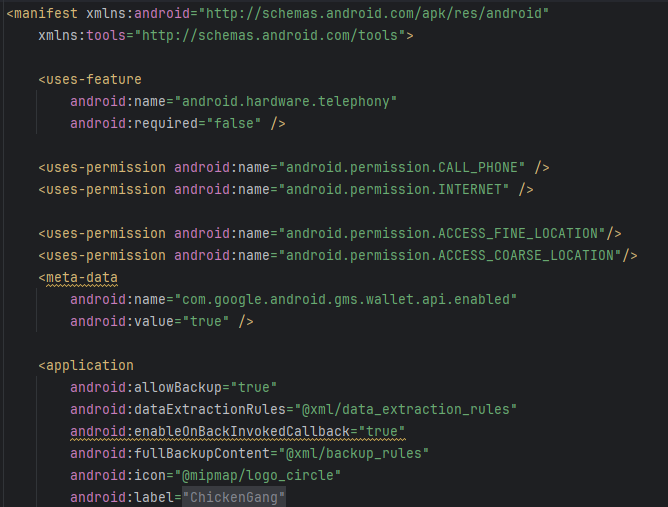 <manifest xmlns:android="http://schemas.android.com/apk/res/android"
    xmlns:tools="http://schemas.android.com/tools">

    <uses-feature
        android:name="android.hardware.telephony"
        android:required="false" />

    <uses-permission android:name="android.permission.CALL_PHONE" />
    <uses-permission android:name="android.permission.INTERNET" />

    <uses-permission android:name="android.permission.ACCESS_FINE_LOCATION"/>
    <uses-permission android:name="android.permission.ACCESS_COARSE_LOCATION"/>
    <meta-data
        android:name="com.google.android.gms.wallet.api.enabled"
        android:value="true" />

    <application
        android:allowBackup="true"
        android:dataExtractionRules="@xml/data_extraction_rules"
        android:enableOnBackInvokedCallback="true"
        android:fullBackupContent="@xml/backup_rules"
        android:icon="@mipmap/logo_circle"
        android:label="ChickenGang"